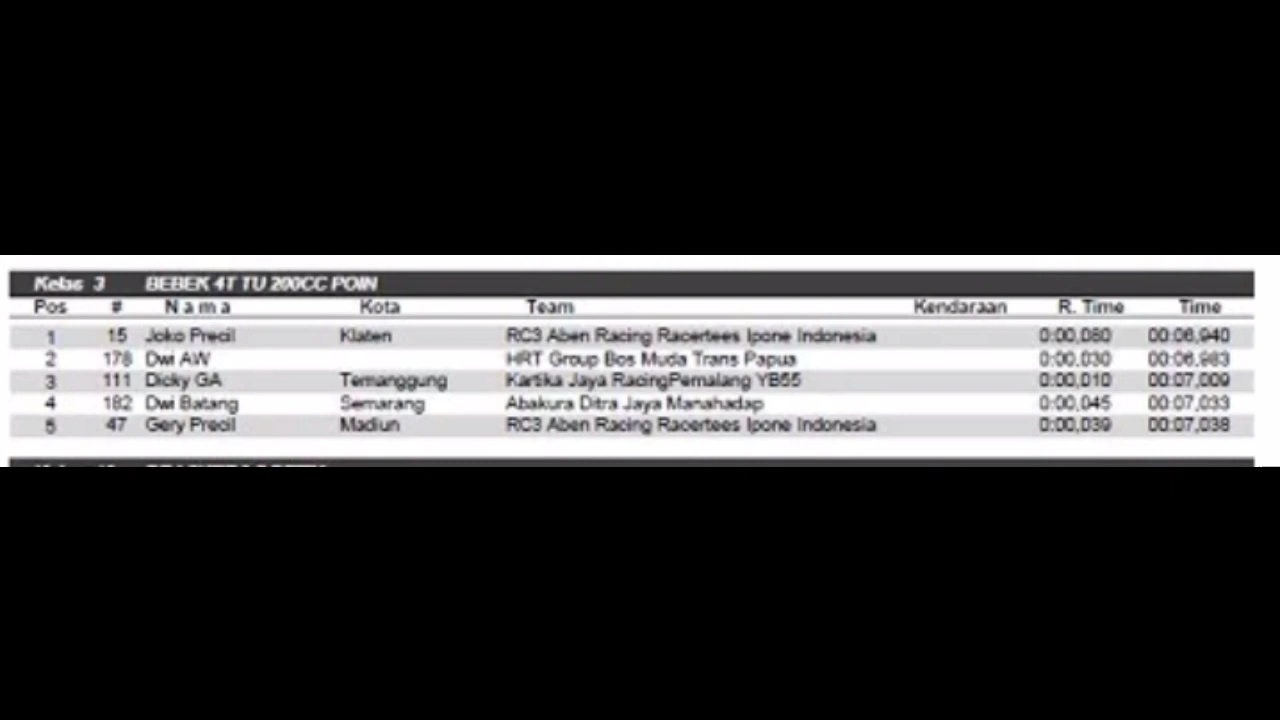 Kelas 3 BEBEK 4T TU 200CC POIN
Pos # Nama Kota Team Kendaraan R. Time Time
1 15 Joko Precil Klaten RC3 Aben Racing Racertees Ipone Indonesia 0:00,080 00:06,940
2 178 Dwi AW HRT Group Bos Muda Trans Papua 0:00,030 00:06,983
3 111 Dicky GA Temanggung Kartika Jaya RacingPemalang YB55 0:00,010 00:07,009
4 182 Dwi Batang Semarang Abakura Ditra Jaya Manahadap 0:00,045 00:07,033
5 47 Gery Precil Madiun RC3 Aben Racing Racertees Ipone Indonesia 0:00,039 00:07,038